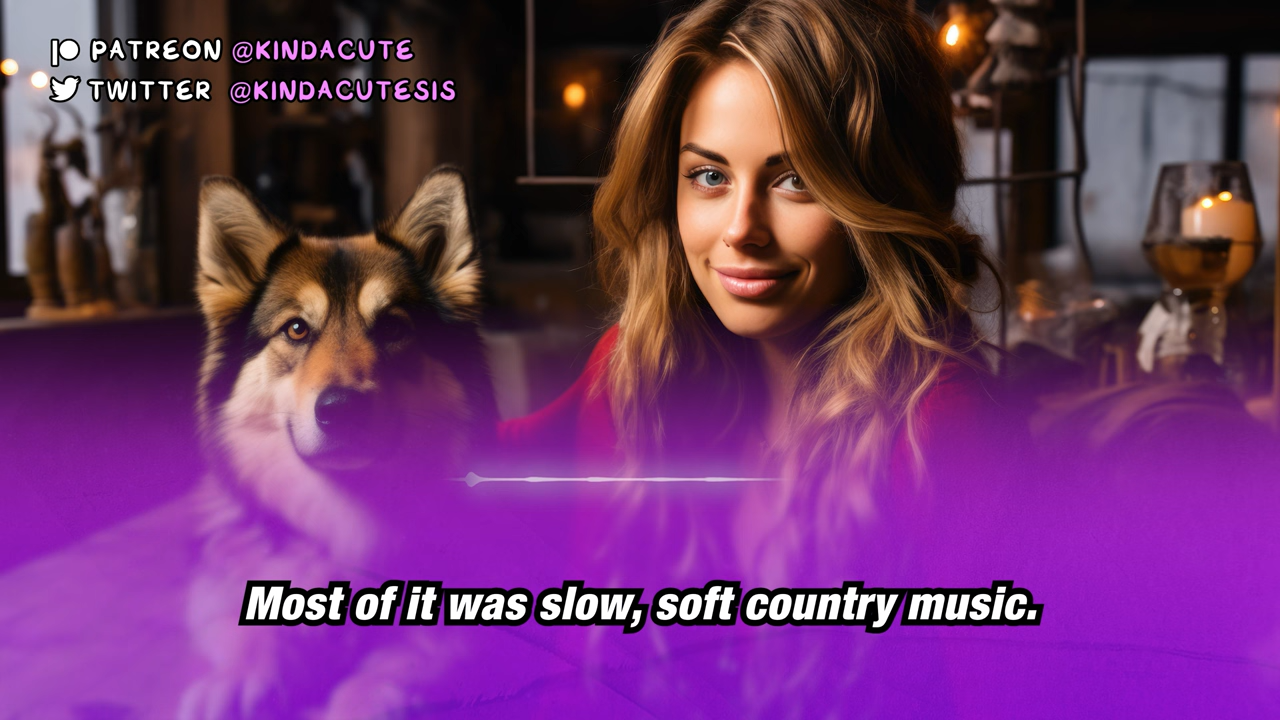 PATREON @KINDACUTE
TWITTER @KINDACUTESIS
Most of it was slow, soft country music.